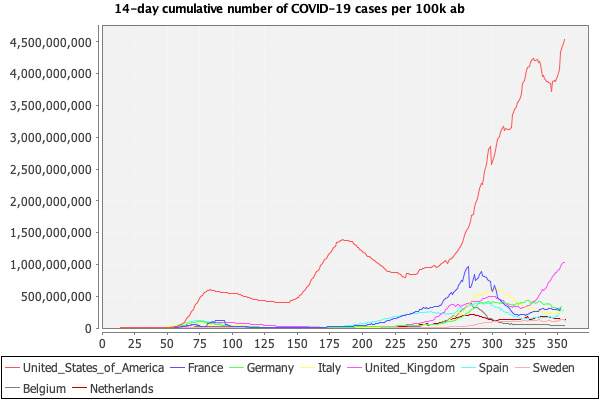 14-day cumulative number of COVID-19 cases per 100k ab
4,500,000,000
4,000,000,000
3,500,000,000
3,000,000,000
2,500,000,000
2,000,000,000
1,500,000,000
1,000,000,000
500,000,000
0
0 25 50 75 100 125 150 175 200 225 250 275 300 325 350
United_States_of_America France Germany Italy United_Kingdom Spain Sweden
Belgium Netherlands